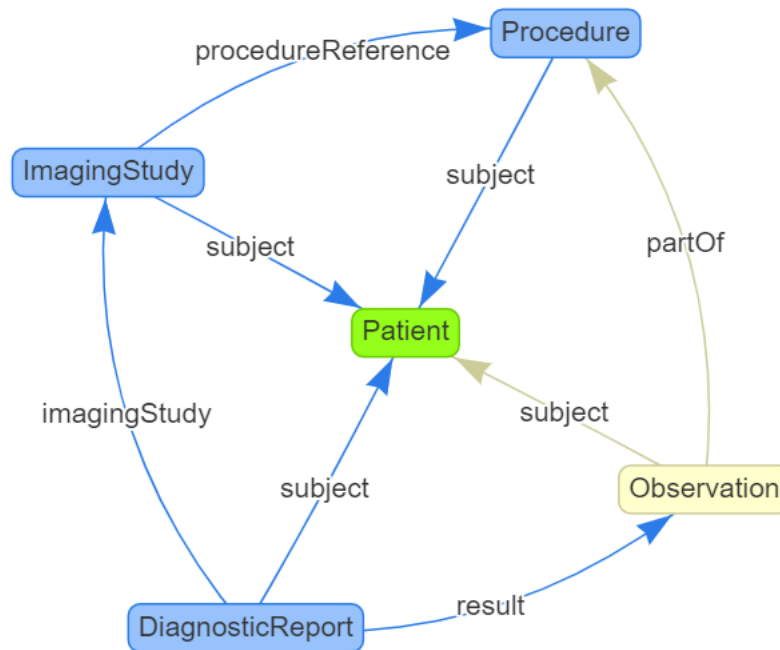 Procedure
procedureReference
ImagingStudy
subject
subject
partOf
Patient
imagingStudy
subject
subject
Observation
result
DiagnosticReport